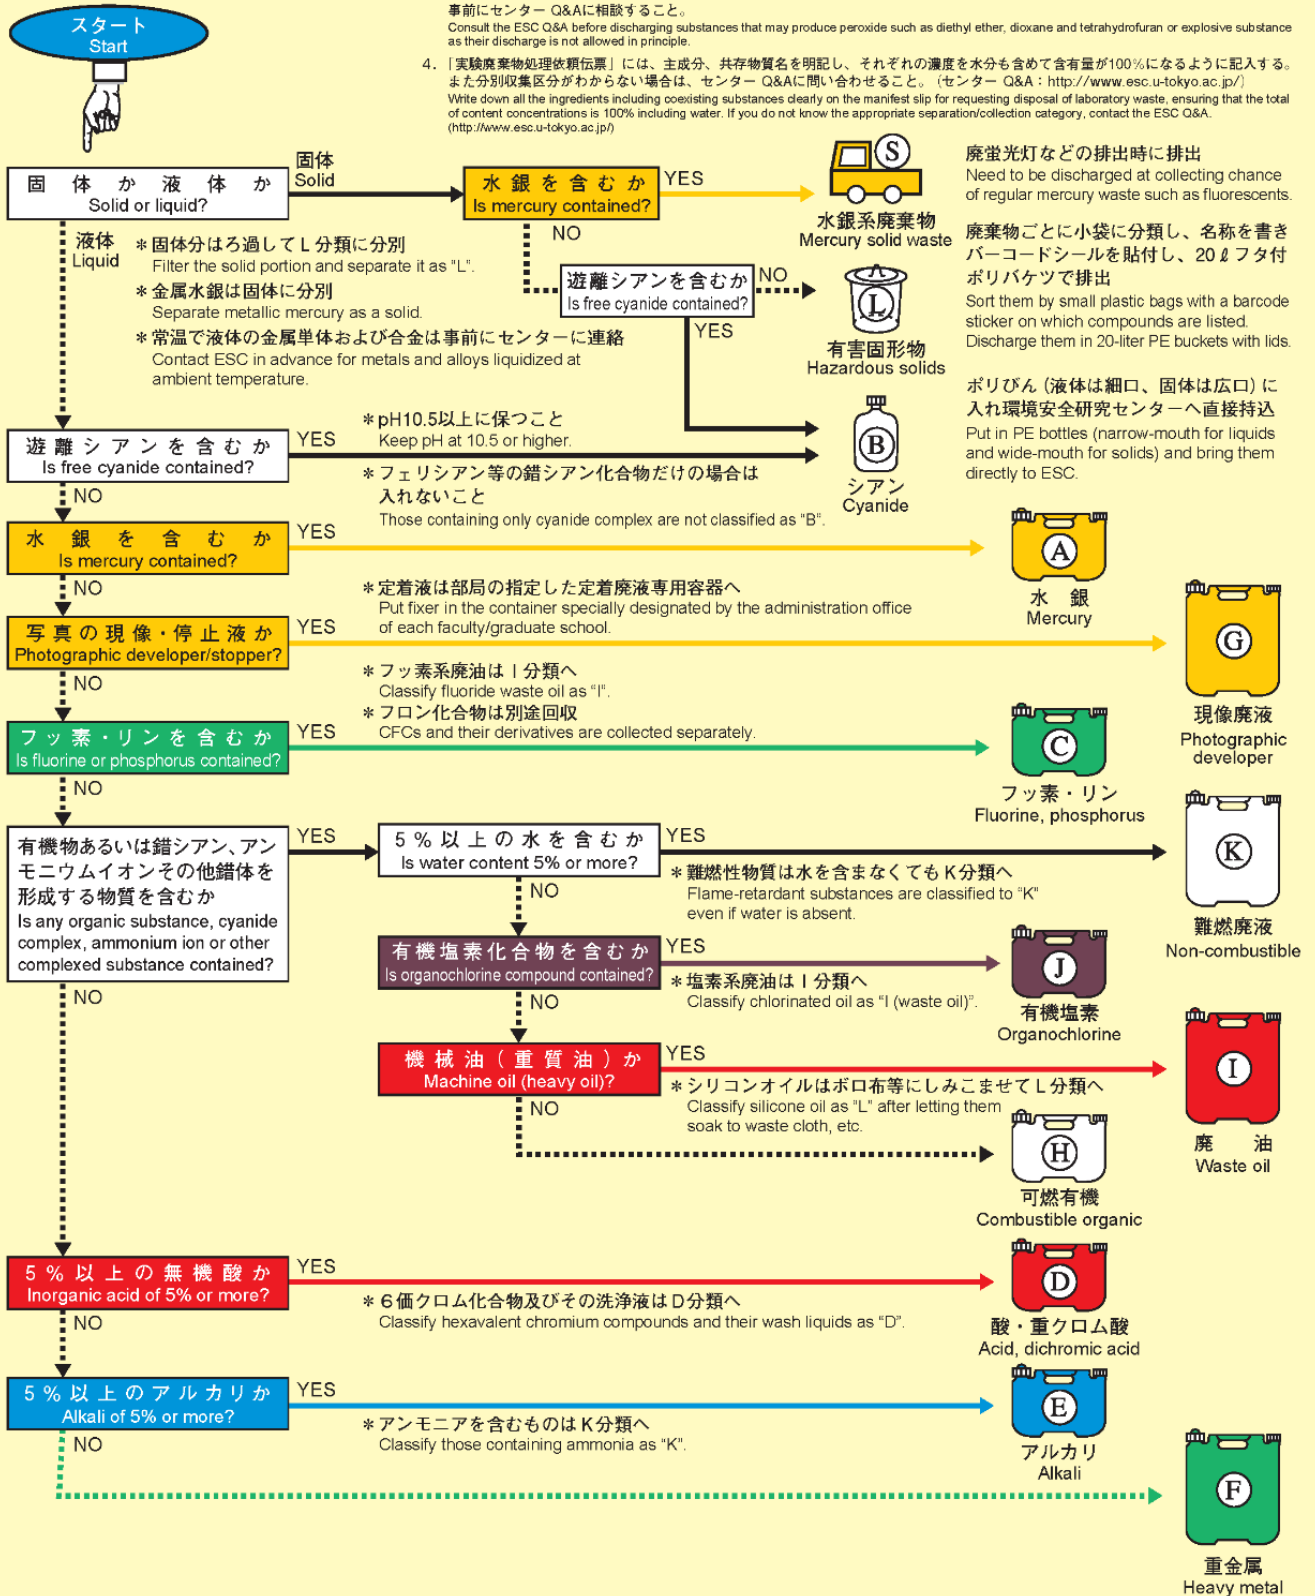 事前にセンター Q&Aに相談すること。
Consult the ESC Q&A before discharging substances that may produce peroxide such as diethyl ether, dioxane and tetrahydrofuran or explosive substance
as their discharge is not allowed in principle.
4．「実験廃棄物処理依頼伝票」には、主成分、共存物質名を明記し、それぞれの濃度を水分も含めて含有量が100%になるように記入する。
また分別収集区分がわからない場合は、センター Q&Aに問い合わせること。（センター Q&A：http://www.esc.u-tokyo.ac.jp/）
Write down all the ingredients including coexisting substances clearly on the manifest slip for requesting disposal of laboratory waste, ensuring that the total
of content concentrations is 100% including water. If you do not know the appropriate separation/collection category, contact the ESC Q&A.
(http://www.esc.u-tokyo.ac.jp/)
スタート
Start
固体か液体か
Solid or liquid?
固体
Solid
水銀を含むか
Is mercury contained?
YES
S
水銀系廃棄物
Mercury solid waste
廃蛍光灯などの排出時に排出
Need to be discharged at collecting chance
of regular mercury waste such as fluorescents.
NO
液体
Liquid
＊固体分はろ過してL分類に分別
Filter the solid portion and separate it as “L”.
＊金属水銀は固体に分別
Separate metallic mercury as a solid.
＊常温で液体の金属単体および合金は事前にセンターに連絡
Contact ESC in advance for metals and alloys liquidized at
ambient temperature.
遊離シアンを含むか
Is free cyanide contained?
NO
YES
L
有害固形物
Hazardous solids
廃棄物ごとに小袋に分類し、名称を書き
バーコードシールを貼付し、20ℓフタ付
ポリバケツで排出
Sort them by small plastic bags with a barcode
sticker on which compounds are listed.
Discharge them in 20-liter PE buckets with lids.
遊離シアンを含むか
Is free cyanide contained?
YES
＊pH10.5以上に保つこと
Keep pH at 10.5 or higher.
＊フェリシアン等の錯シアン化合物だけの場合は
入れないこと
Those containing only cyanide complex are not classified as “B”.
B
シアン
Cyanide
ポリびん（液体は細口、固体は広口）に
入れ環境安全研究センターへ直接持込
Put in PE bottles (narrow-mouth for liquids
and wide-mouth for solids) and bring them
directly to ESC.
NO
水銀を含むか
Is mercury contained?
YES
A
水銀
Mercury
NO
写真の現像・停止液か
Photographic developer/stopper?
YES
＊定着液は部局の指定した定着廃液専用容器へ
Put fixer in the container specially designated by the administration office
of each faculty/graduate school.
G
現像廃液
Photographic
developer
NO
＊フッ素系廃油はI分類へ
Classify fluoride waste oil as “I”.
＊フロン化合物は別途回収
CFCs and their derivatives are collected separately.
フッ素・リンを含むか
Is fluorine or phosphorus contained?
YES
C
フッ素・リン
Fluorine, phosphorus
NO
有機物あるいは錯シアン、アン
モニウムイオンその他錯体を
形成する物質を含むか
Is any organic substance, cyanide
complex, ammonium ion or other
complexed substance contained?
YES
5%以上の水を含むか
Is water content 5% or more?
YES
＊難燃性物質は水を含まなくてもK分類へ
Flame-retardant substances are classified to “K”
even if water is absent.
K
難燃廃液
Non-combustible
NO
有機塩素化合物を含むか
Is organochlorine compound contained?
YES
＊塩素系廃油はI分類へ
Classify chlorinated oil as “I (waste oil)”.
J
有機塩素
Organochlorine
NO
NO
機械油（重質油）か
Machine oil (heavy oil)?
YES
＊シリコンオイルはボロ布等にしみこませてL分類へ
Classify silicone oil as “L” after letting them
soak to waste cloth, etc.
I
廃油
Waste oil
NO
H
可燃有機
Combustible organic
5%以上の無機酸か
Inorganic acid of 5% or more?
YES
＊6価クロム化合物及びその洗浄液はD分類へ
Classify hexavalent chromium compounds and their wash liquids as “D”.
D
酸・重クロム酸
Acid, dichromic acid
NO
5%以上のアルカリか
Alkali of 5% or more?
YES
＊アンモニアを含むものはK分類へ
Classify those containing ammonia as “K”.
E
アルカリ
Alkali
NO
F
重金属
Heavy metal